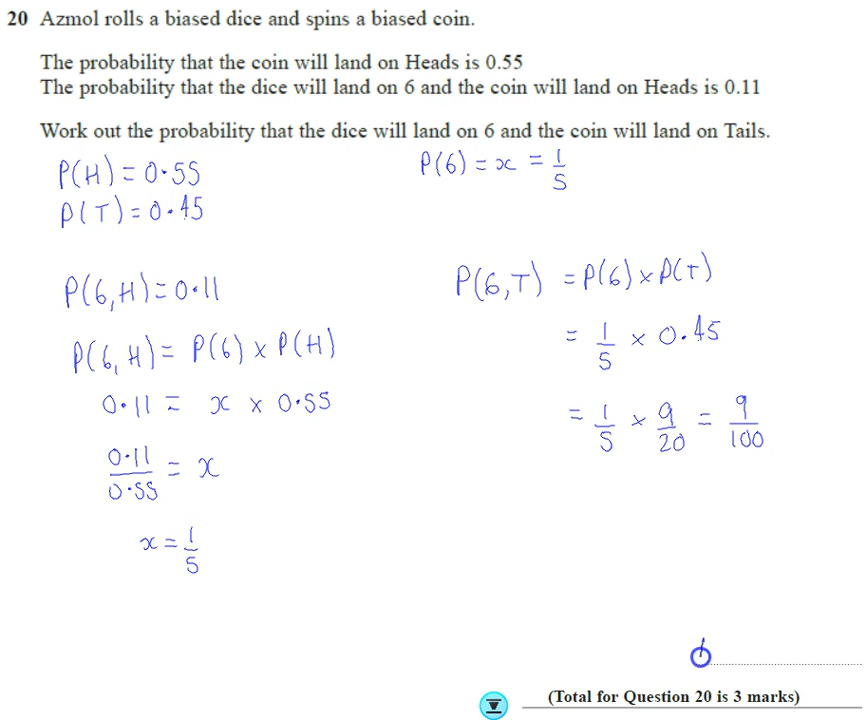 20 Azmol rolls a biased dice and spins a biased coin.
The probability that the coin will land on Heads is 0.55
The probability that the dice will land on 6 and the coin will land on Heads is 0.11
Work out the probability that the dice will land on 6 and the coin will land on Tails.
P(H) = 0.55
P(T) = 0.45
P(6,H) = 0.11
P(6,H) = P(6) x P(H)
0.11 = x x 0.55
0.11/0.55 = x
x = 1/5
P(6) = x = 1/5
P(6,T) = P(6) x P(T)
= 1/5 x 0.45
= 1/5 x 9/20 = 9/100
(Total for Question 20 is 3 marks)